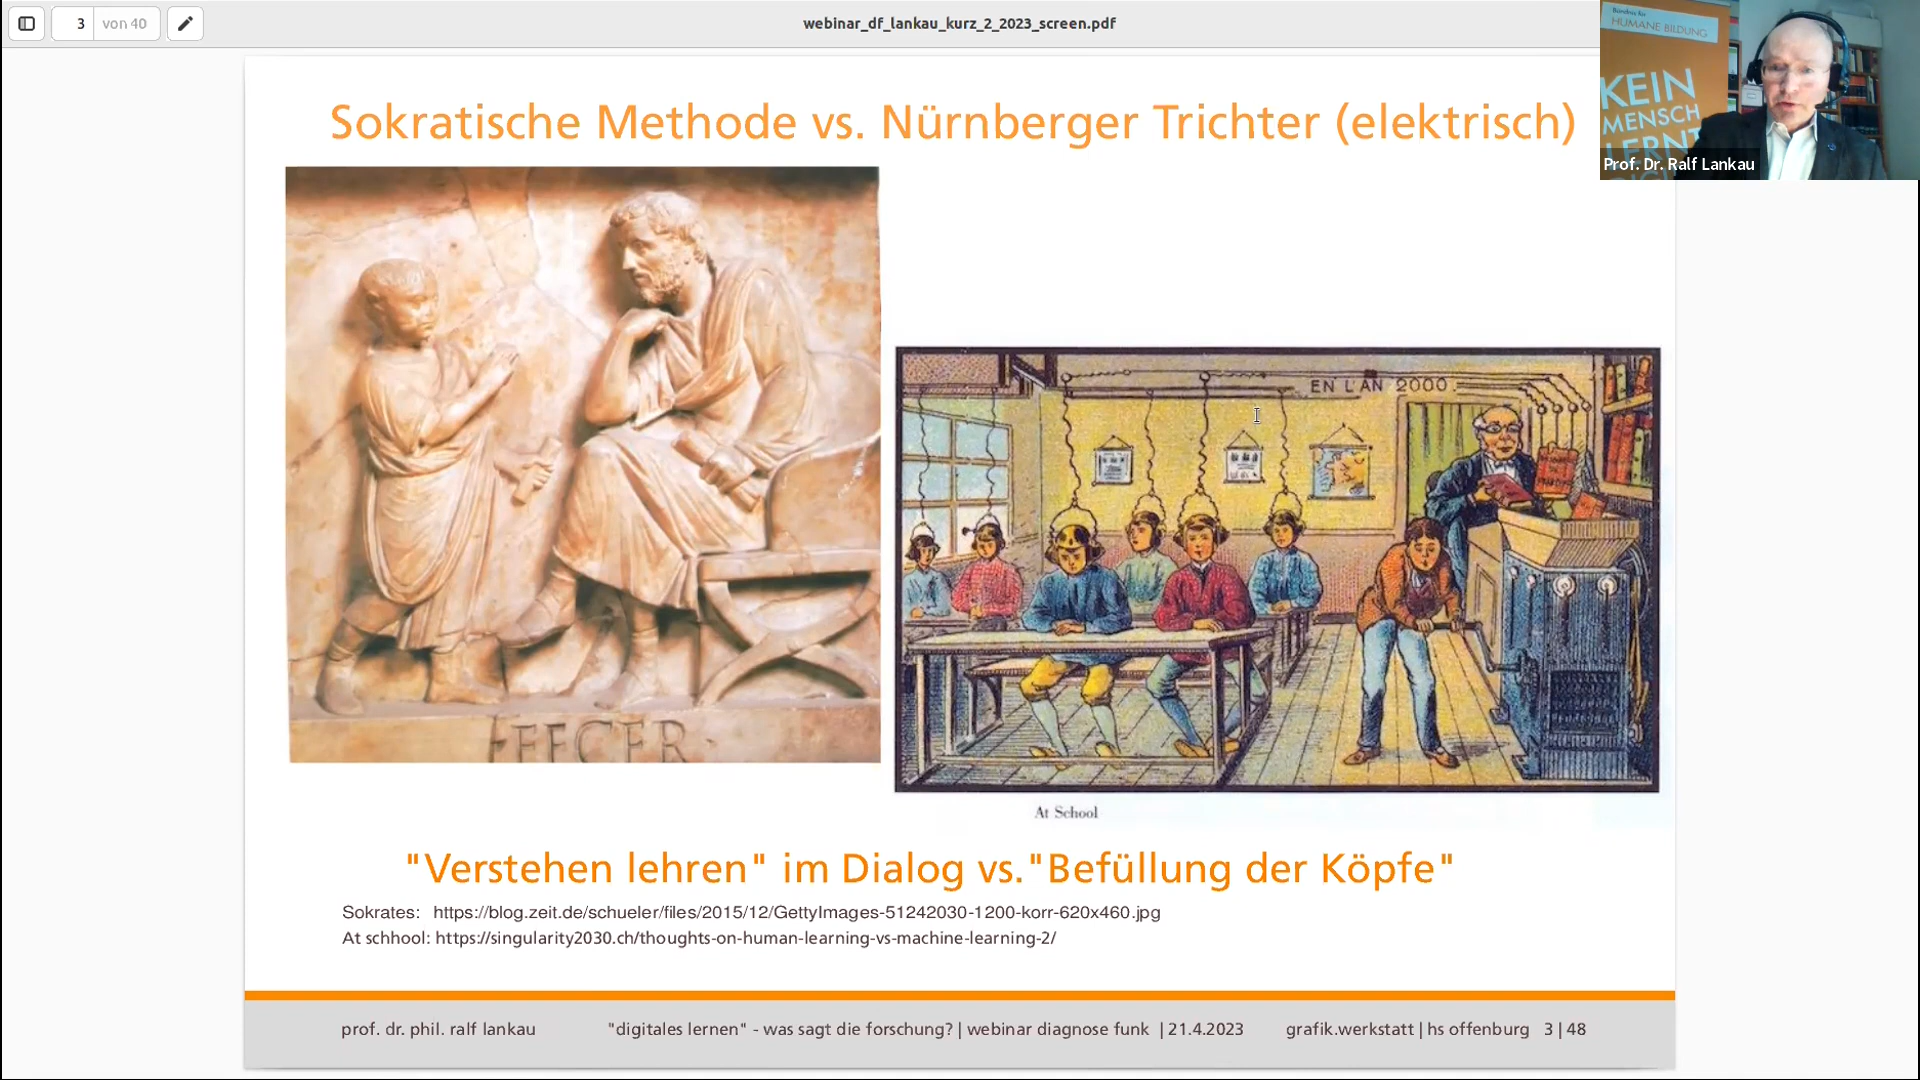 3 von 40
webinar_df_lankau_kurz_2_2023_screen.pdf
Bündnis für
HUMANE BILDUNG
KEIN
MENSCH
LERNT
Prof. Dr. Ralf Lankau
Sokratische Methode vs. Nürnberger Trichter (elektrisch)
EN L'AN 2000
FECER
At School
"Verstehen lehren" im Dialog vs."Befüllung der Köpfe"
Sokrates: https://blog.zeit.de/schueler/files/2015/12/GettyImages-51242030-1200-korr-620x460.jpg
At schhool: https://singularity2030.ch/thoughts-on-human-learning-vs-machine-learning-2/
prof. dr. phil. ralf lankau "digitales lernen" - was sagt die forschung? | webinar diagnose funk | 21.4.2023 grafik.werkstatt | hs offenburg 3 | 48